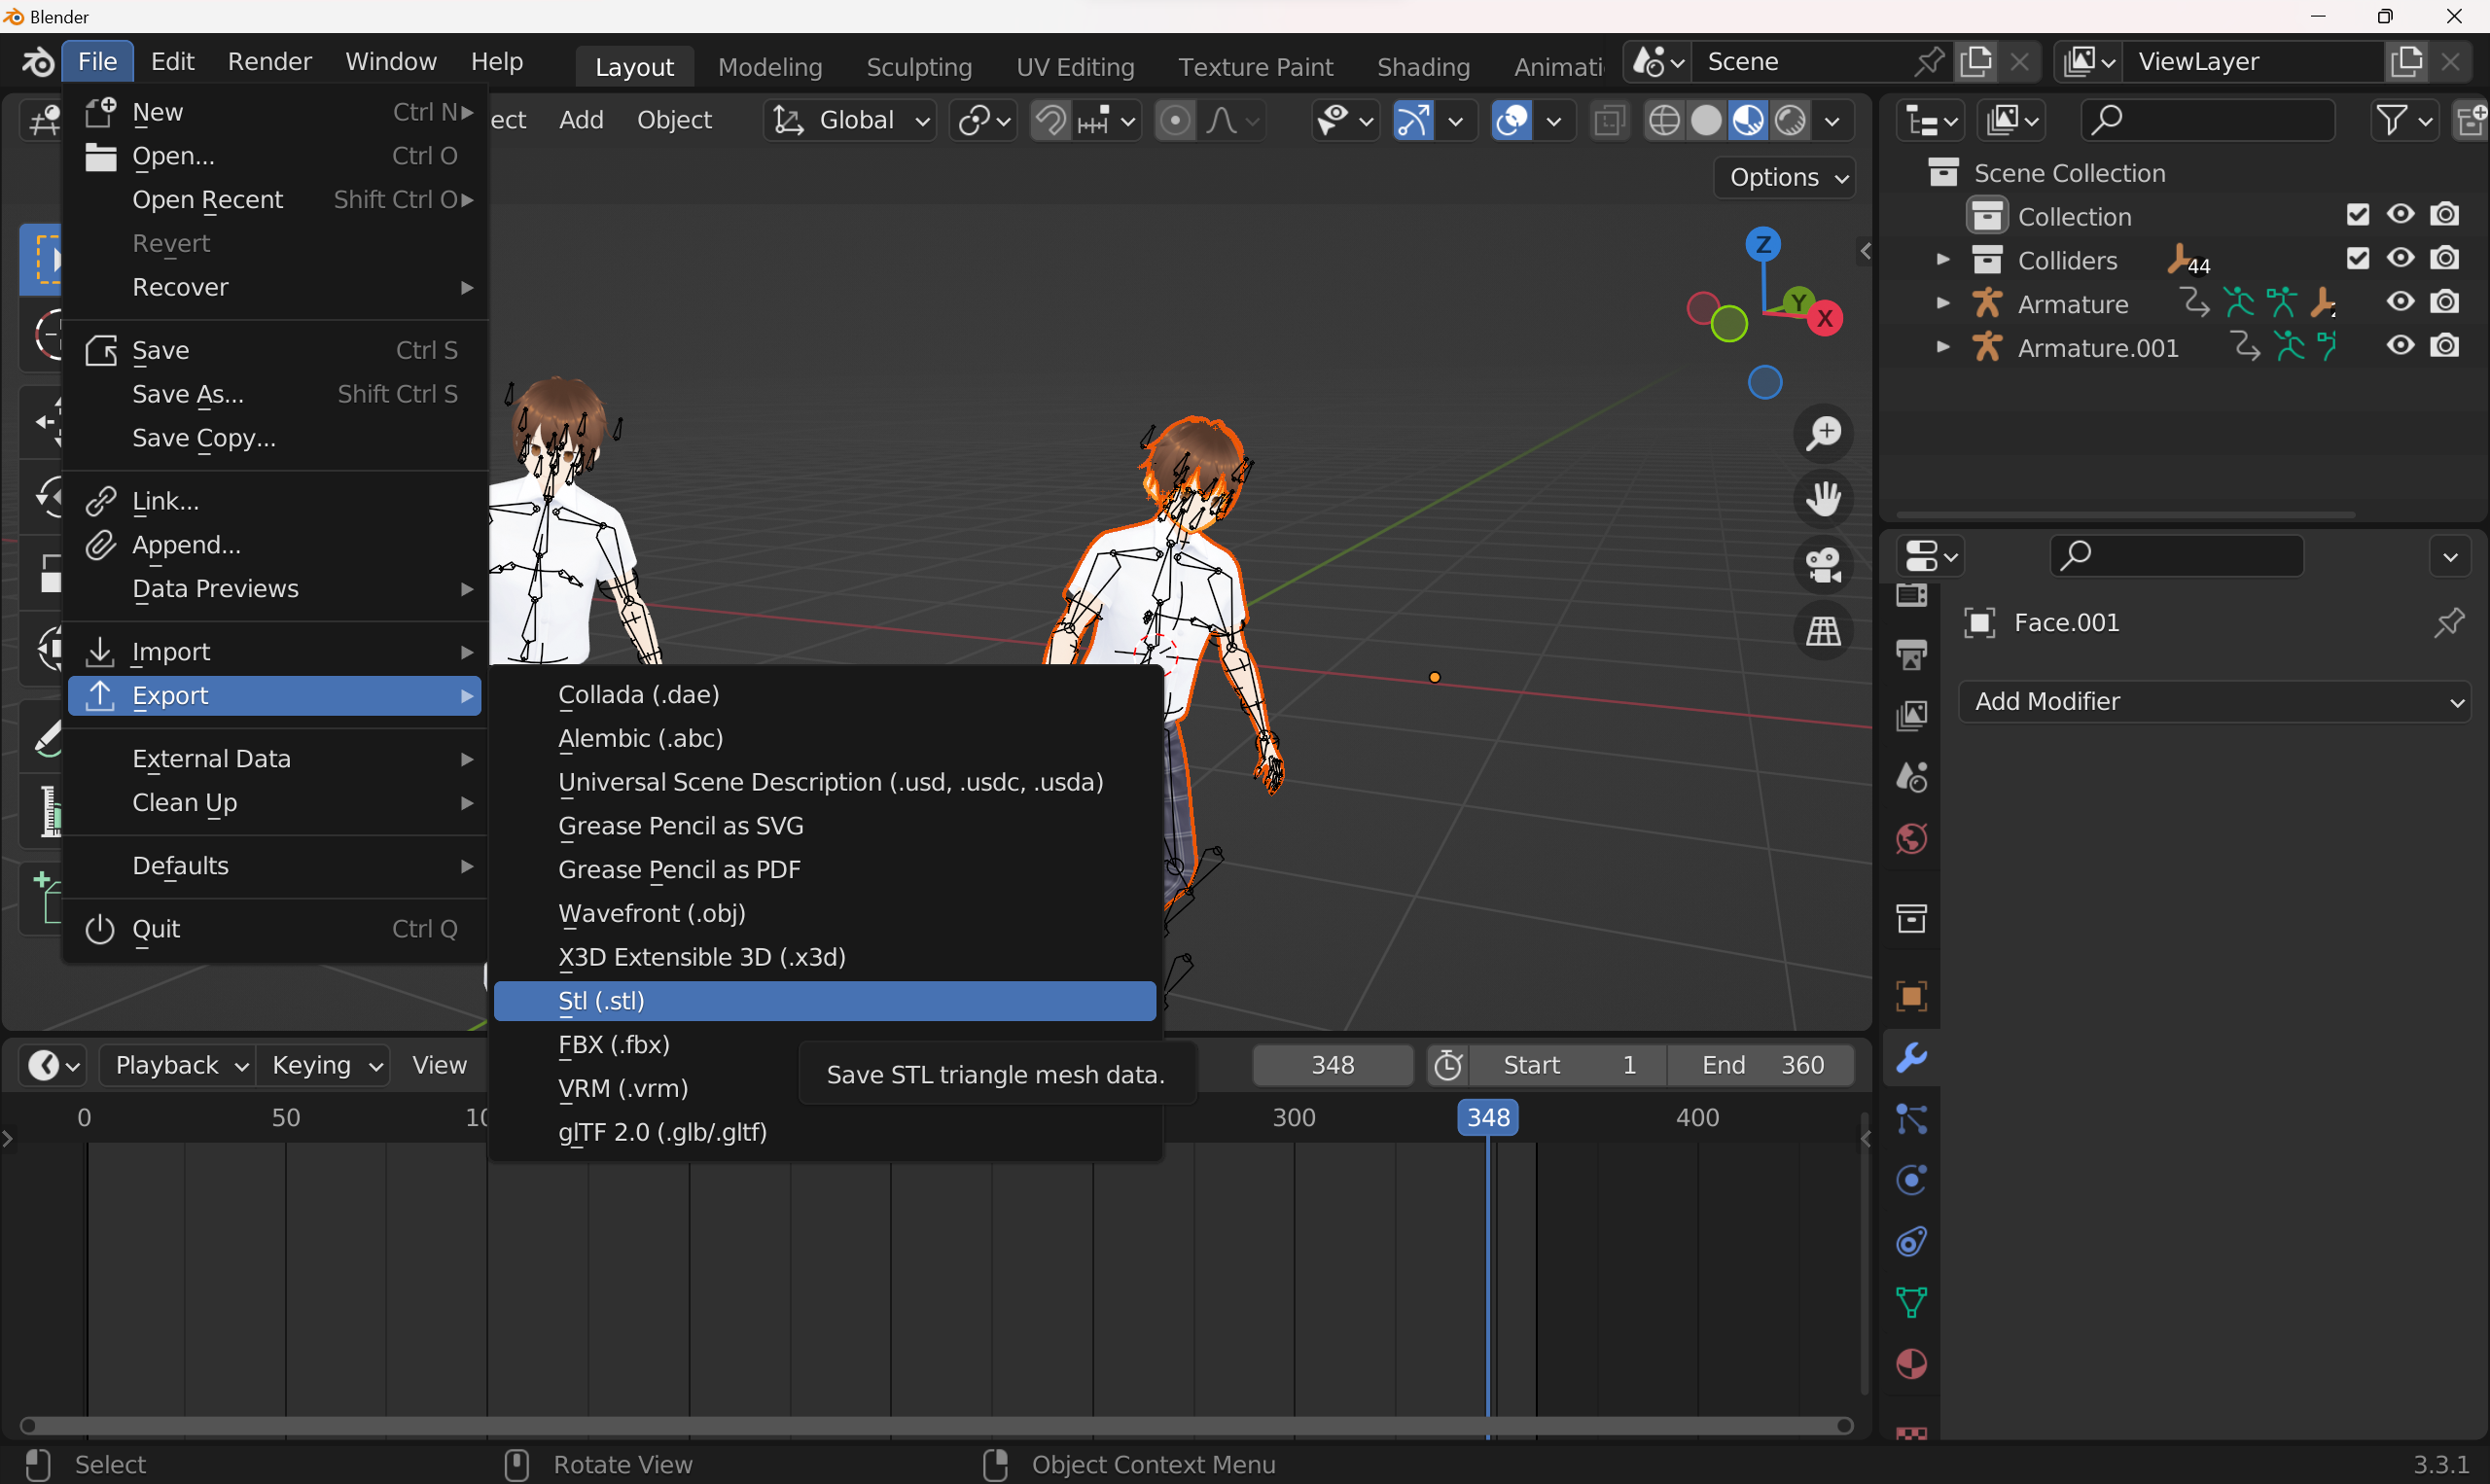 Blender
File Edit Render Window Help Layout Modeling Sculpting UV Editing Texture Paint Shading Animati Scene ViewLayer
ect Add Object Global
Options
New Ctrl N
Open... Ctrl O
Open Recent Shift Ctrl O
Revert
Recover
Save Ctrl S
Save As... Shift Ctrl S
Save Copy...
Link...
Append...
Data Previews
Import
Export
External Data
Clean Up
Defaults
Quit Ctrl Q
Collada (.dae)
Alembic (.abc)
Universal Scene Description (.usd, .usdc, .usda)
Grease Pencil as SVG
Grease Pencil as PDF
Wavefront (.obj)
X3D Extensible 3D (.x3d)
Stl (.stl)
FBX (.fbx)
VRM (.vrm)
glTF 2.0 (.glb/.gltf)
Save STL triangle mesh data.
Z
Y
X
Scene Collection
Collection
Colliders 44
Armature
Armature.001
Face.001
Add Modifier
Playback Keying View 348 Start 1 End 360
0 50 10 300 348 400
Select Rotate View Object Context Menu 3.3.1